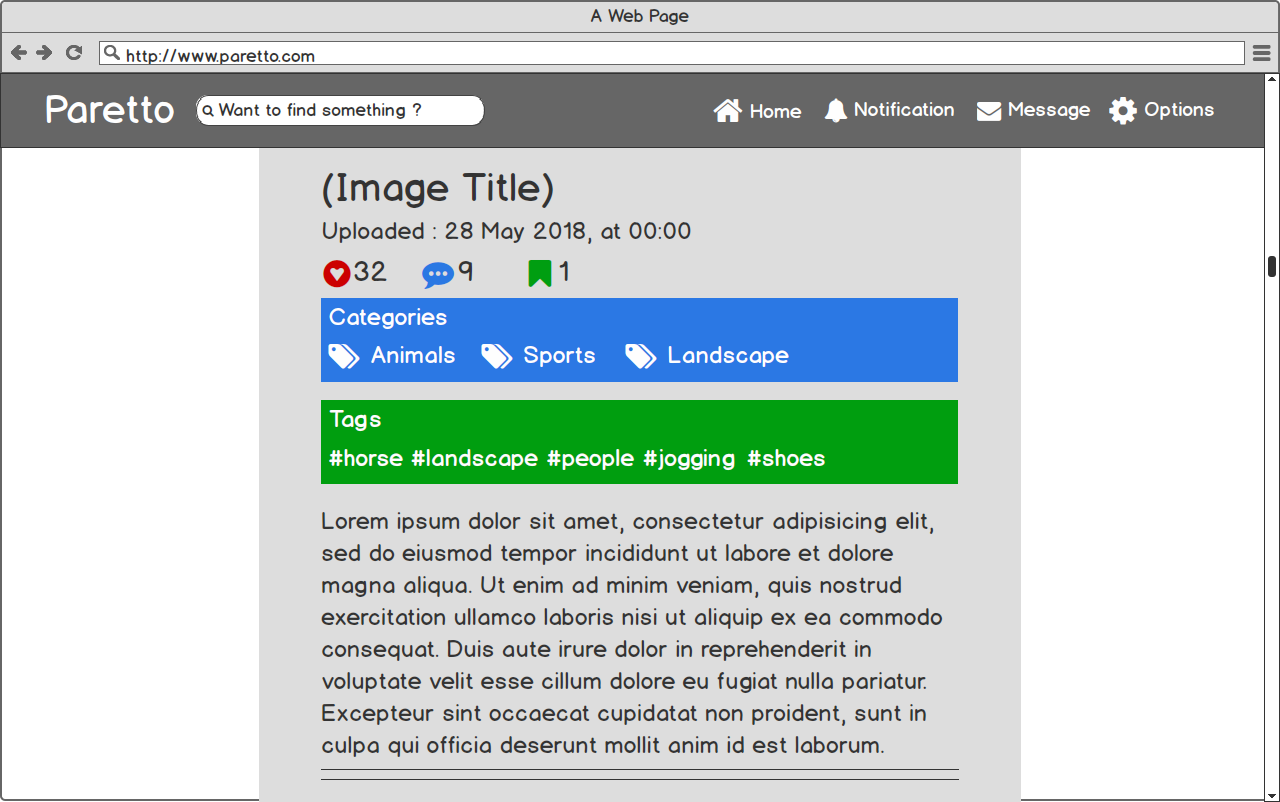 A Web Page
http://www.paretto.com
Paretto
Want to find something ?
Home
Notification
Message
Options
(Image Title)
Uploaded : 28 May 2018, at 00:00
32
9
1
Categories
Animals
Sports
Landscape
Tags
#horse #landscape #people #jogging #shoes
Lorem ipsum dolor sit amet, consectetur adipisicing elit,
sed do eiusmod tempor incididunt ut labore et dolore
magna aliqua. Ut enim ad minim veniam, quis nostrud
exercitation ullamco laboris nisi ut aliquip ex ea commodo
consequat. Duis aute irure dolor in reprehenderit in
voluptate velit esse cillum dolore eu fugiat nulla pariatur.
Excepteur sint occaecat cupidatat non proident, sunt in
culpa qui officia deserunt mollit anim id est laborum.